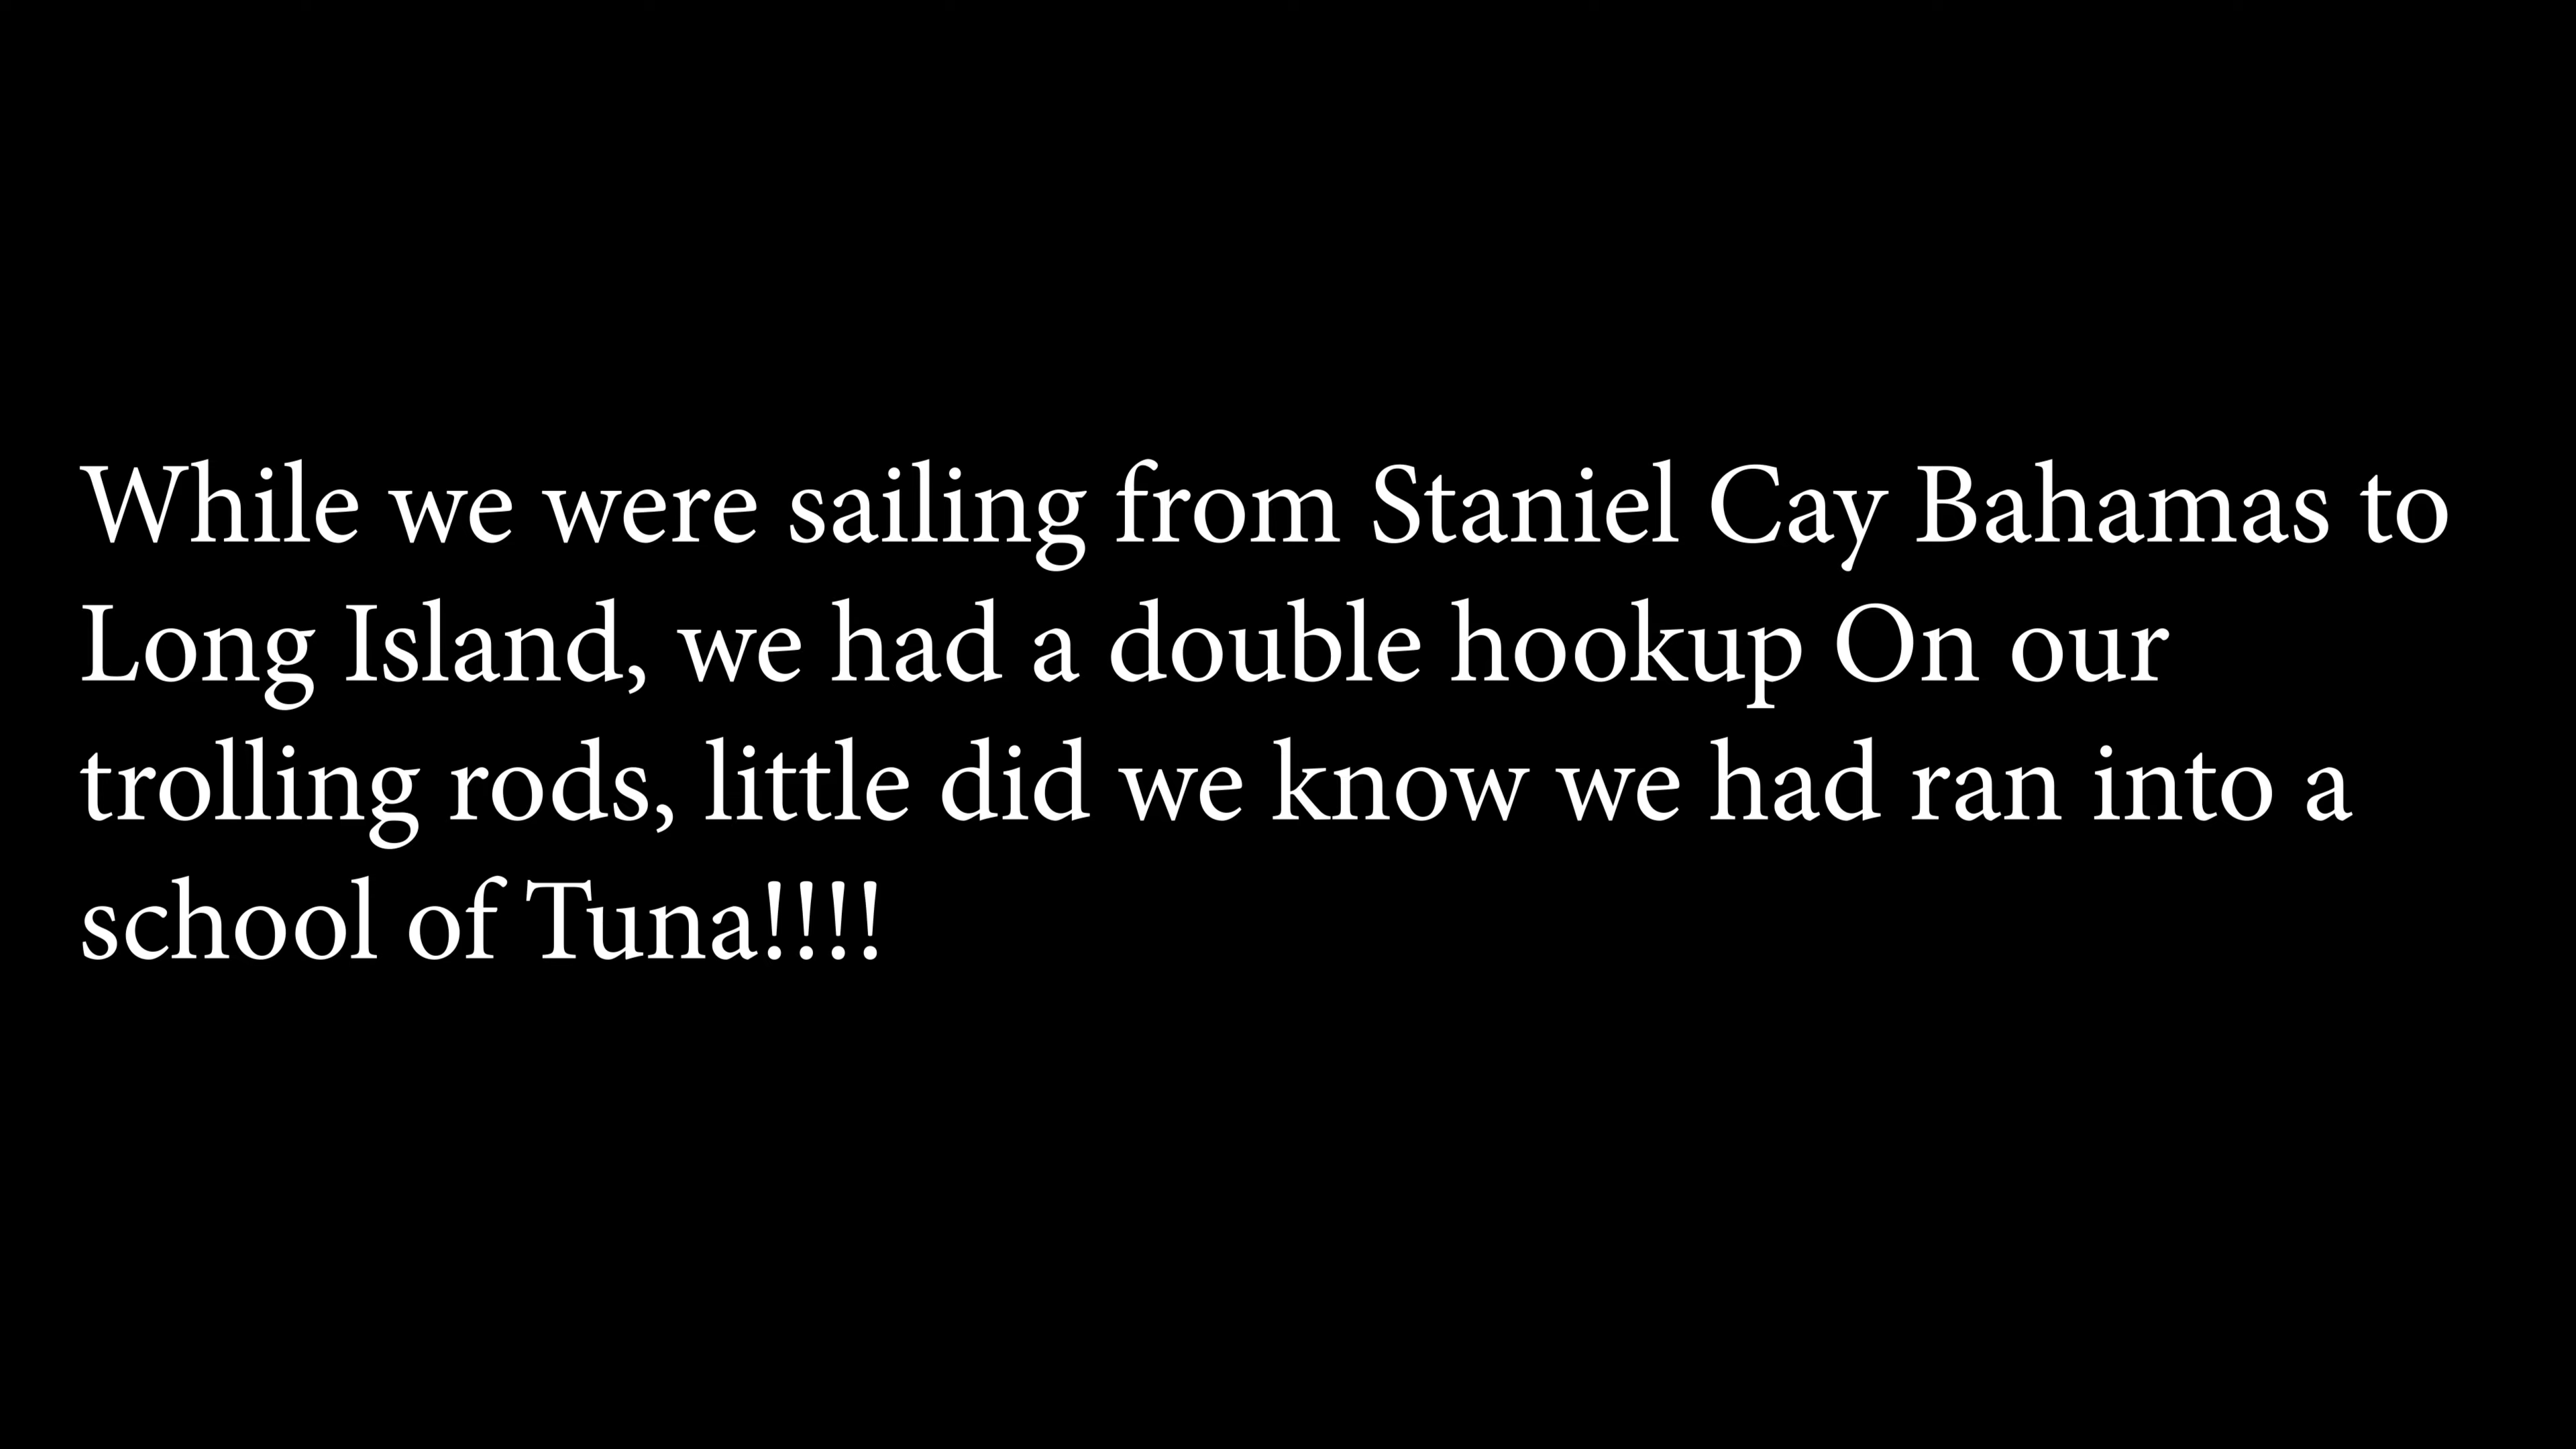 While we were sailing from Staniel Cay Bahamas to
Long Island, we had a double hookup On our
trolling rods, little did we know we had ran into a
school of Tuna!!!!